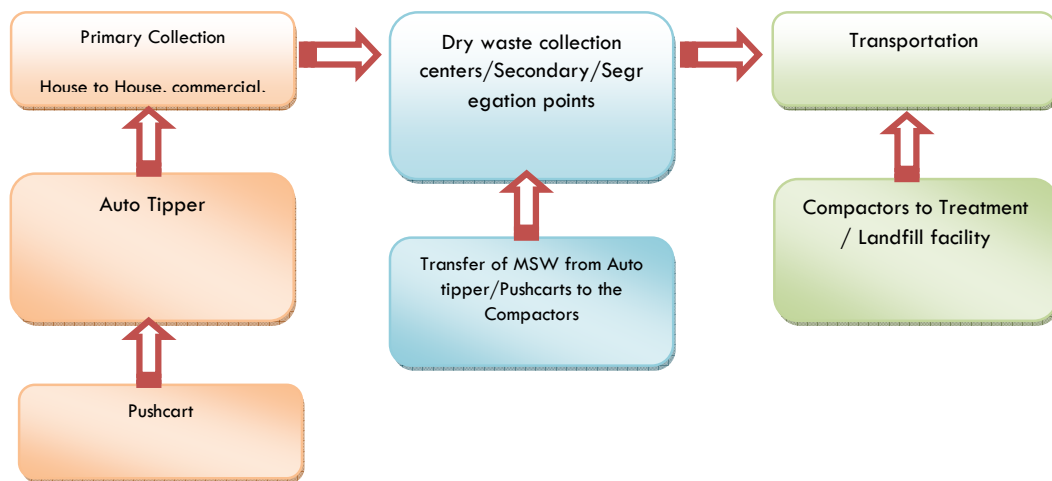 Primary Collection
House to House, commercial,
Dry waste collection
centers/Secondary/Segr
egation points
Transportation
Auto Tipper
Transfer of MSW from Auto
tipper/Pushcarts to the
Compactors
Compactors to Treatment
/ Landfill facility
Pushcart